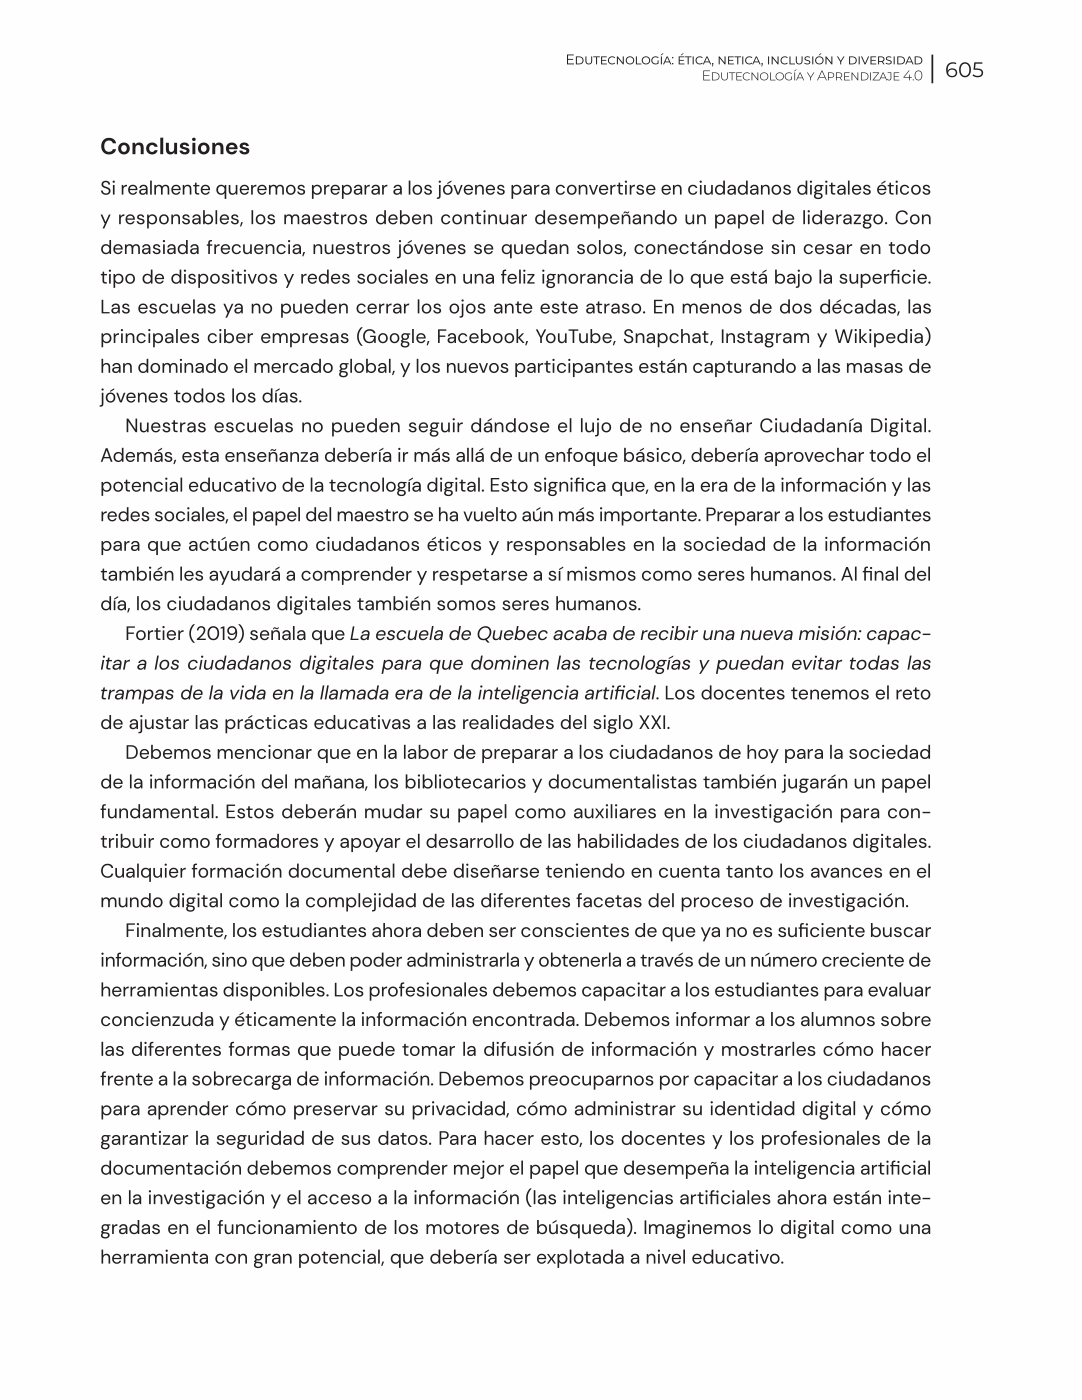 Edutecnología: ética, netica, inclusión y diversidad
Edutecnología y Aprendizaje 4.0
605
Conclusiones
Si realmente queremos preparar a los jóvenes para convertirse en ciudadanos digitales éticos
y responsables, los maestros deben continuar desempeñando un papel de liderazgo. Con
demasiada frecuencia, nuestros jóvenes se quedan solos, conectándose sin cesar en todo
tipo de dispositivos y redes sociales en una feliz ignorancia de lo que está bajo la superficie.
Las escuelas ya no pueden cerrar los ojos ante este atraso. En menos de dos décadas, las
principales ciber empresas (Google, Facebook, YouTube, Snapchat, Instagram y Wikipedia)
han dominado el mercado global, y los nuevos participantes están capturando a las masas de
jóvenes todos los días.
Nuestras escuelas no pueden seguir dándose el lujo de no enseñar Ciudadanía Digital.
Además, esta enseñanza debería ir más allá de un enfoque básico, debería aprovechar todo el
potencial educativo de la tecnología digital. Esto significa que, en la era de la información y las
redes sociales, el papel del maestro se ha vuelto aún más importante. Preparar a los estudiantes
para que actúen como ciudadanos éticos y responsables en la sociedad de la información
también les ayudará a comprender y respetarse a sí mismos como seres humanos. Al final del
día, los ciudadanos digitales también somos seres humanos.
Fortier (2019) señala que La escuela de Quebec acaba de recibir una nueva misión: capac-
itar a los ciudadanos digitales para que dominen las tecnologías y puedan evitar todas las
trampas de la vida en la llamada era de la inteligencia artificial. Los docentes tenemos el reto
de ajustar las prácticas educativas a las realidades del siglo XXI.
Debemos mencionar que en la labor de preparar a los ciudadanos de hoy para la sociedad
de la información del mañana, los bibliotecarios y documentalistas también jugarán un papel
fundamental. Estos deberán mudar su papel como auxiliares en la investigación para con-
tribuir como formadores y apoyar el desarrollo de las habilidades de los ciudadanos digitales.
Cualquier formación documental debe diseñarse teniendo en cuenta tanto los avances en el
mundo digital como la complejidad de las diferentes facetas del proceso de investigación.
Finalmente, los estudiantes ahora deben ser conscientes de que ya no es suficiente buscar
información, sino que deben poder administrarla y obtenerla a través de un número creciente de
herramientas disponibles. Los profesionales debemos capacitar a los estudiantes para evaluar
concienzuda y éticamente la información encontrada. Debemos informar a los alumnos sobre
las diferentes formas que puede tomar la difusión de información y mostrarles cómo hacer
frente a la sobrecarga de información. Debemos preocuparnos por capacitar a los ciudadanos
para aprender cómo preservar su privacidad, cómo administrar su identidad digital y cómo
garantizar la seguridad de sus datos. Para hacer esto, los docentes y los profesionales de la
documentación debemos comprender mejor el papel que desempeña la inteligencia artificial
en la investigación y el acceso a la información (las inteligencias artificiales ahora están inte-
gradas en el funcionamiento de los motores de búsqueda). Imaginemos lo digital como una
herramienta con gran potencial, que debería ser explotada a nivel educativo.